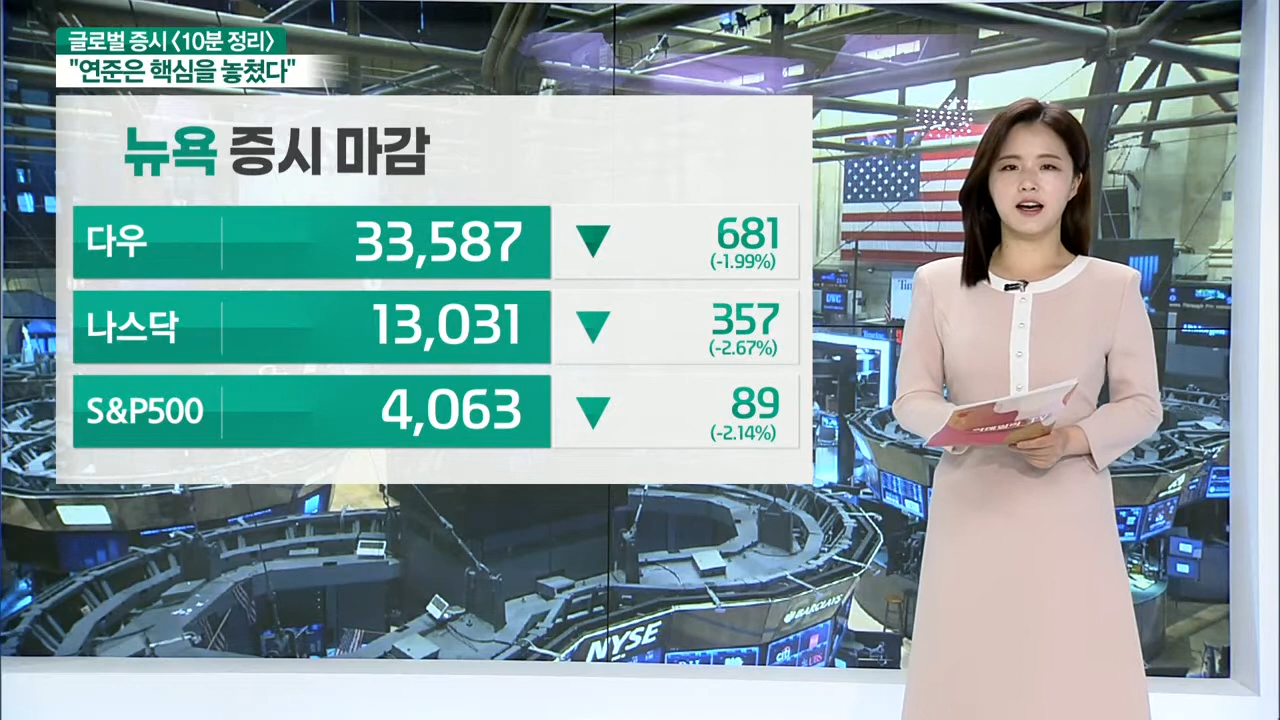 글로벌 증시 〈10분 정리〉
"연준은 핵심을 놓쳤다"
뉴욕 증시 마감
다우 33,587 ▼ 681
(-1.99%)
나스닥 13,031 ▼ 357
(-2.67%)
S&P500 4,063 ▼ 89
(-2.14%)
BARCLAYS
NYSE
citi
UBS